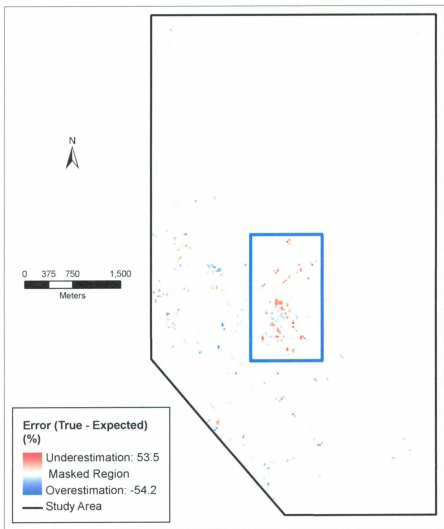 N
0 375 750 1,500
Meters
Error (True - Expected)
(%)
Underestimation: 53.5
Masked Region
Overestimation: -54.2
Study Area